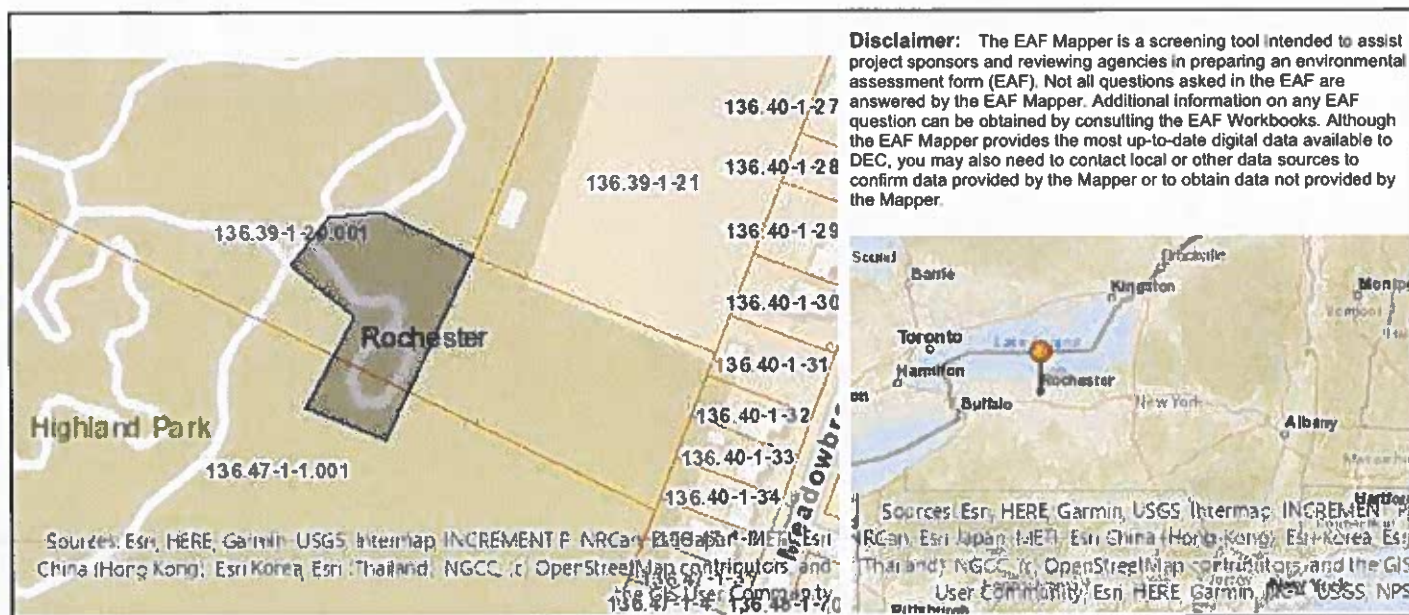 Disclaimer: The EAF Mapper is a screening tool intended to assist
project sponsors and reviewing agencies in preparing an environmental
assessment form (EAF). Not all questions asked in the EAF are
answered by the EAF Mapper. Additional information on any EAF
question can be obtained by consulting the EAF Workbooks. Although
the EAF Mapper provides the most up-to-date digital data available to
DEC, you may also need to contact local or other data sources to
confirm data provided by the Mapper or to obtain data not provided by
the Mapper.
136.40-1-27
136.40-1-28
136.39-1-21
136.40-1-29
136.39-1-20.001
136.40-1-30
Rochester
136.40-1-31
136.40-1-32
Highland Park
136.40-1-33
136.47-1-1.001
136.40-1-34
Sources: Esri, HERE, Garmin, USGS, Intermap, INCREMENT P, NRCan, Esri
China (Hong Kong), Esri Korea, Esri (Thailand), NGCC, (c) OpenStreetMap contributors, and
the GIS User Community
Sound
Barrie
Brockville
Kingston
Montp
Vermont
Toronto
Hamilton
Rochester
Buffalo
New York
Albany
Hartford
Sources: Esri, HERE, Garmin, USGS, Intermap, INCREMENT P,
NRCan, Esri Japan, METI, Esri China (Hong Kong), Esri Korea, Esri
(Thailand), NGCC, (c) OpenStreetMap contributors, and the GIS
User Community, Esri, HERE, Garmin, USGS, NPS
New York
Pittsburgh